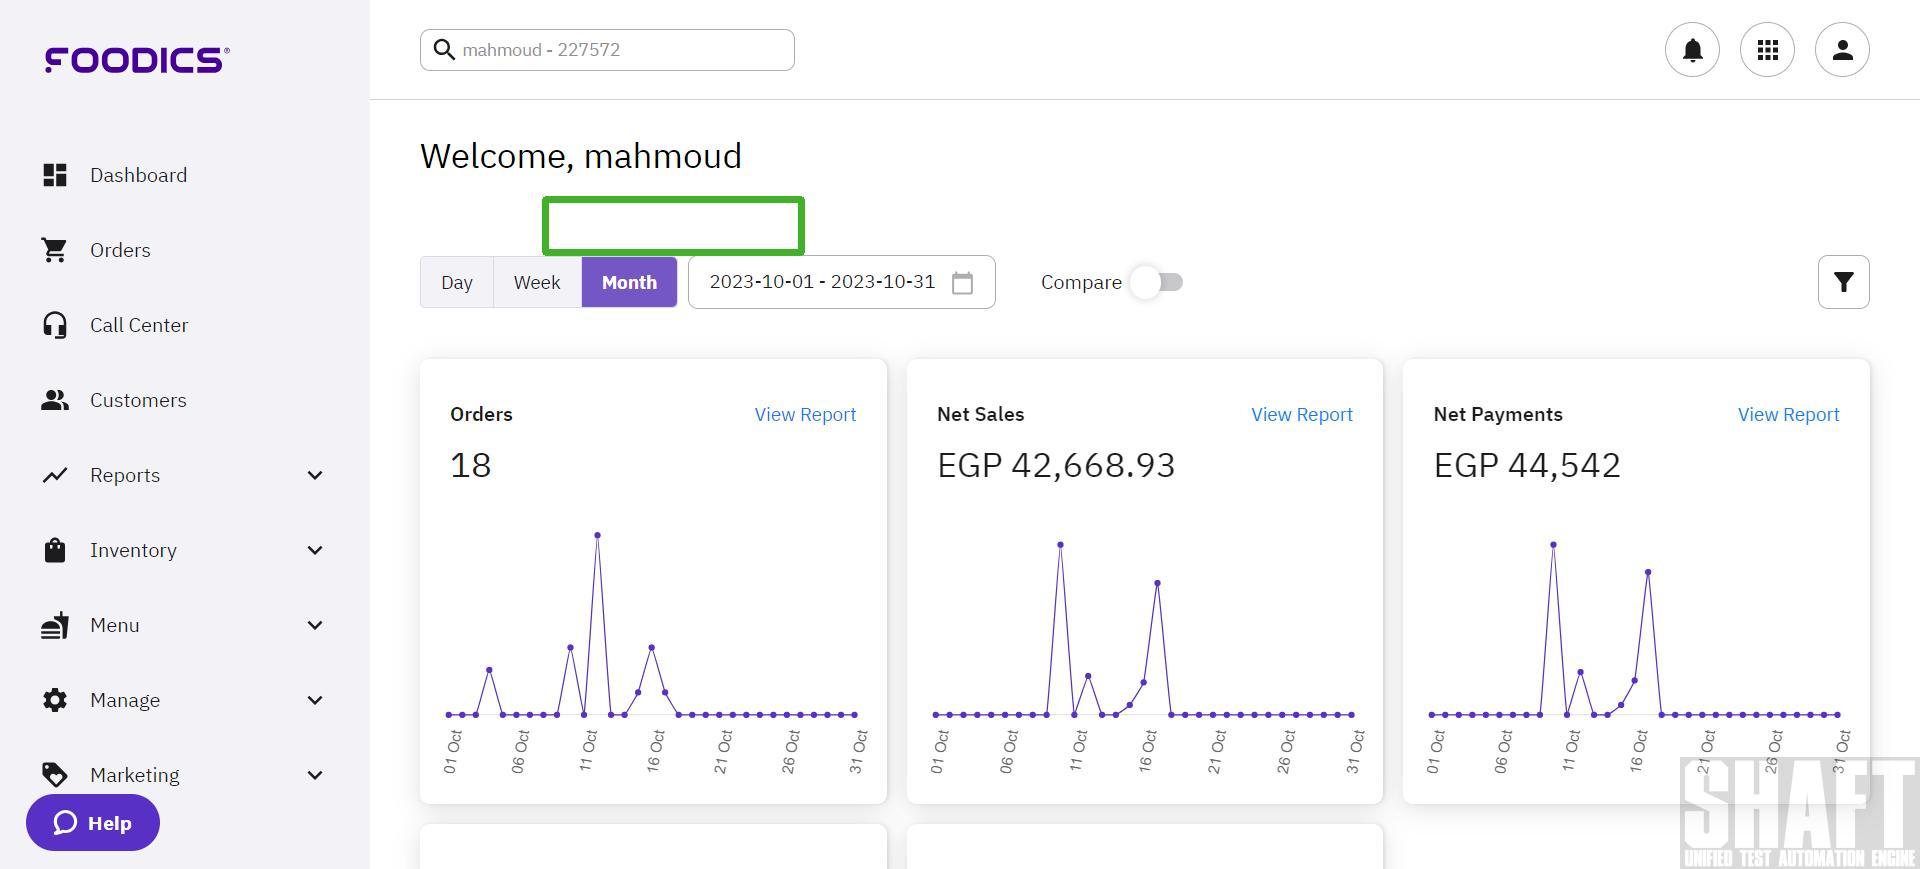 FOODICS®
mahmoud - 227572
Welcome, mahmoud
Dashboard
Orders
Call Center
Customers
Reports
Inventory
Menu
Manage
Marketing
Help
Day
Week
Month
2023-10-01 - 2023-10-31
Compare
Orders
View Report
18
01 Oct
06 Oct
11 Oct
16 Oct
21 Oct
26 Oct
31 Oct
Net Sales
View Report
EGP 42,668.93
01 Oct
06 Oct
11 Oct
16 Oct
21 Oct
26 Oct
31 Oct
Net Payments
View Report
EGP 44,542
01 Oct
06 Oct
11 Oct
16 Oct
21 Oct
26 Oct
31 Oct
SHAFT
UNIFIED TEST AUTOMATION ENGINE